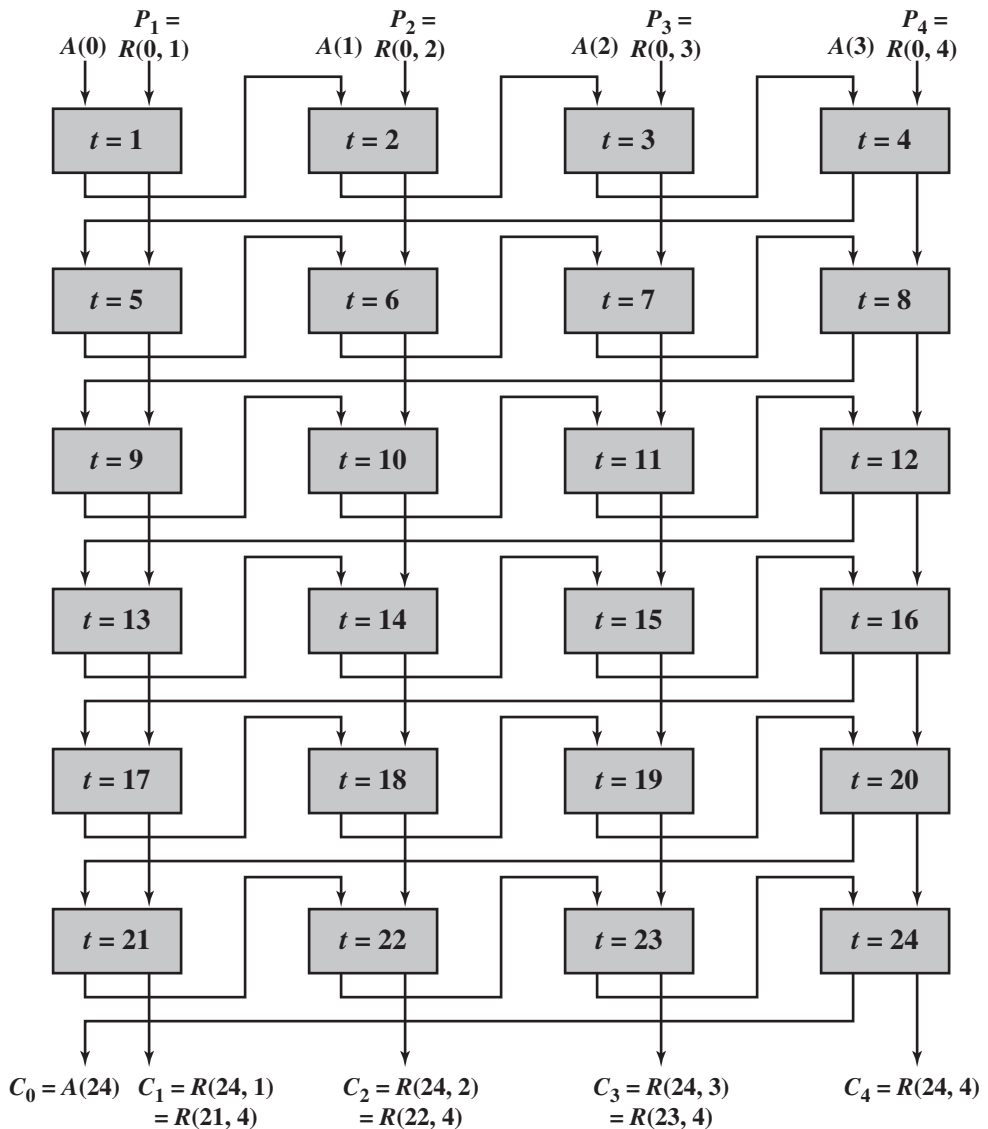 P1 = P2 = P3 = P4 =
A(0) R(0, 1) A(1) R(0, 2) A(2) R(0, 3) A(3) R(0, 4)
t = 1 t = 2 t = 3 t = 4
t = 5 t = 6 t = 7 t = 8
t = 9 t = 10 t = 11 t = 12
t = 13 t = 14 t = 15 t = 16
t = 17 t = 18 t = 19 t = 20
t = 21 t = 22 t = 23 t = 24
C0 = A(24) C1 = R(24, 1) C2 = R(24, 2) C3 = R(24, 3) C4 = R(24, 4)
= R(21, 4) = R(22, 4) = R(23, 4)